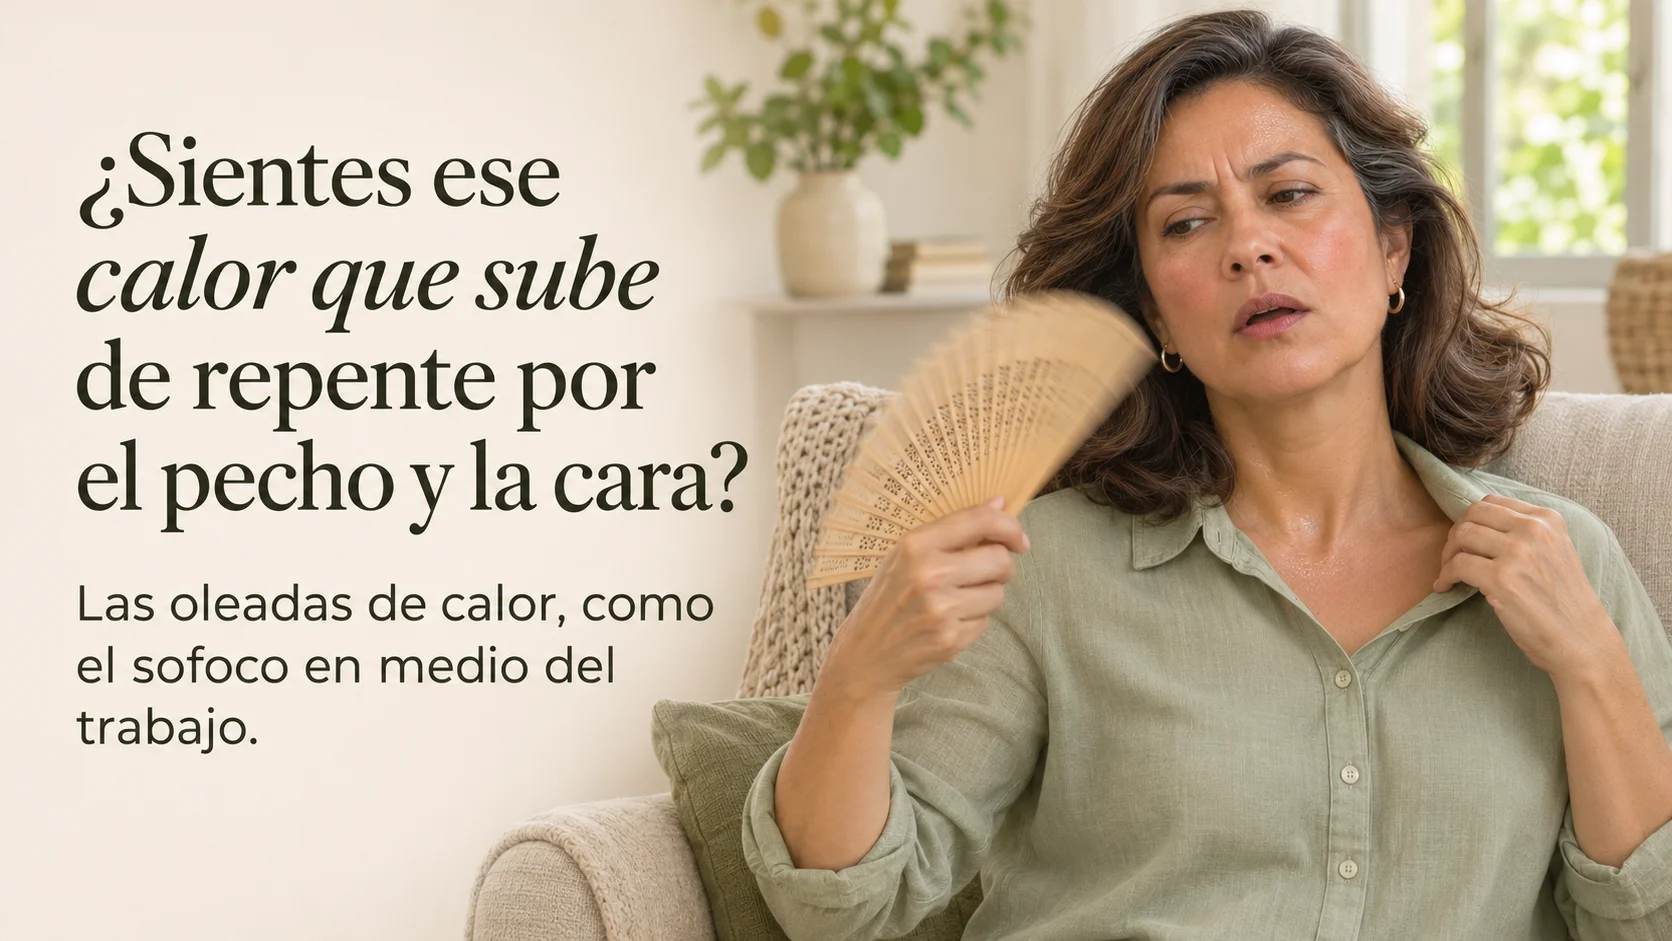 ¿Sientes ese
calor que sube
de repente por
el pecho y la cara?
Las oleadas de calor, como
el sofoco en medio del
trabajo.